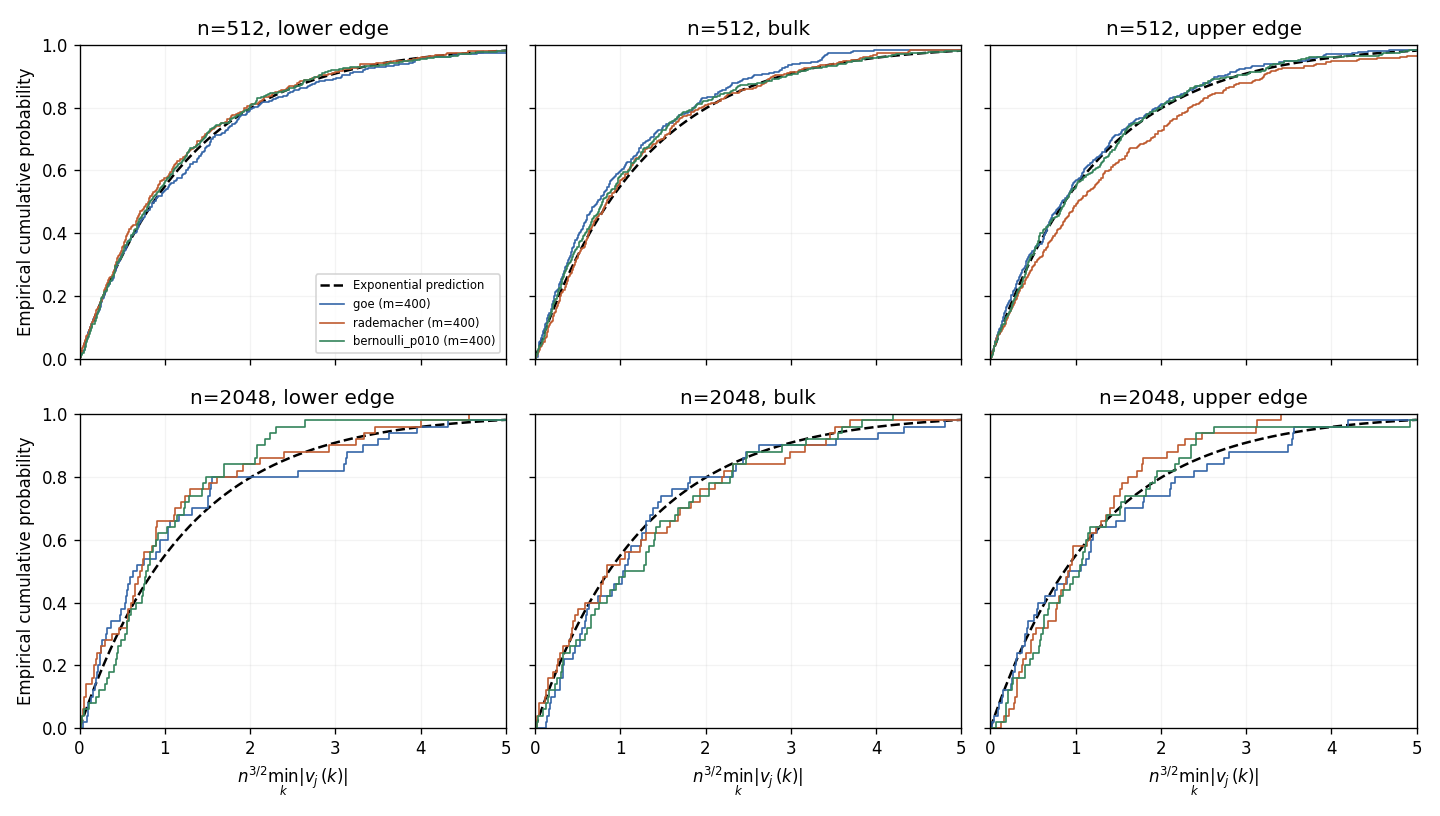 n=512, lower edge
n=512, bulk
n=512, upper edge
Empirical cumulative probability
1.0
0.8
0.6
0.4
0.2
0.0
Exponential prediction
goe (m=400)
rademacher (m=400)
bernoulli_p010 (m=400)
n=2048, lower edge
n=2048, bulk
n=2048, upper edge
Empirical cumulative probability
1.0
0.8
0.6
0.4
0.2
0.0
0 1 2 3 4 5
0 1 2 3 4 5
0 1 2 3 4 5
n^{3/2} min_k |v_j (k)|
n^{3/2} min_k |v_j (k)|
n^{3/2} min_k |v_j (k)|